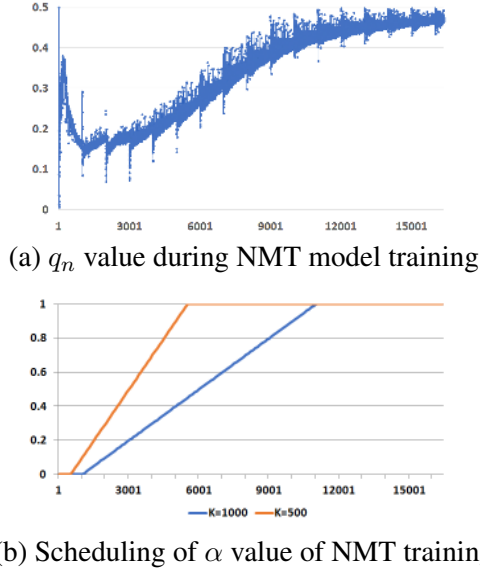 0.5
0.4
0.3
0.2
0.1
0
1 3001 6001 9001 12001 15001
(a) qn value during NMT model training
1
0.8
0.6
0.4
0.2
0
1 3001 6001 9001 12001 15001
K=1000 K=500
(b) Scheduling of α value of NMT trainin